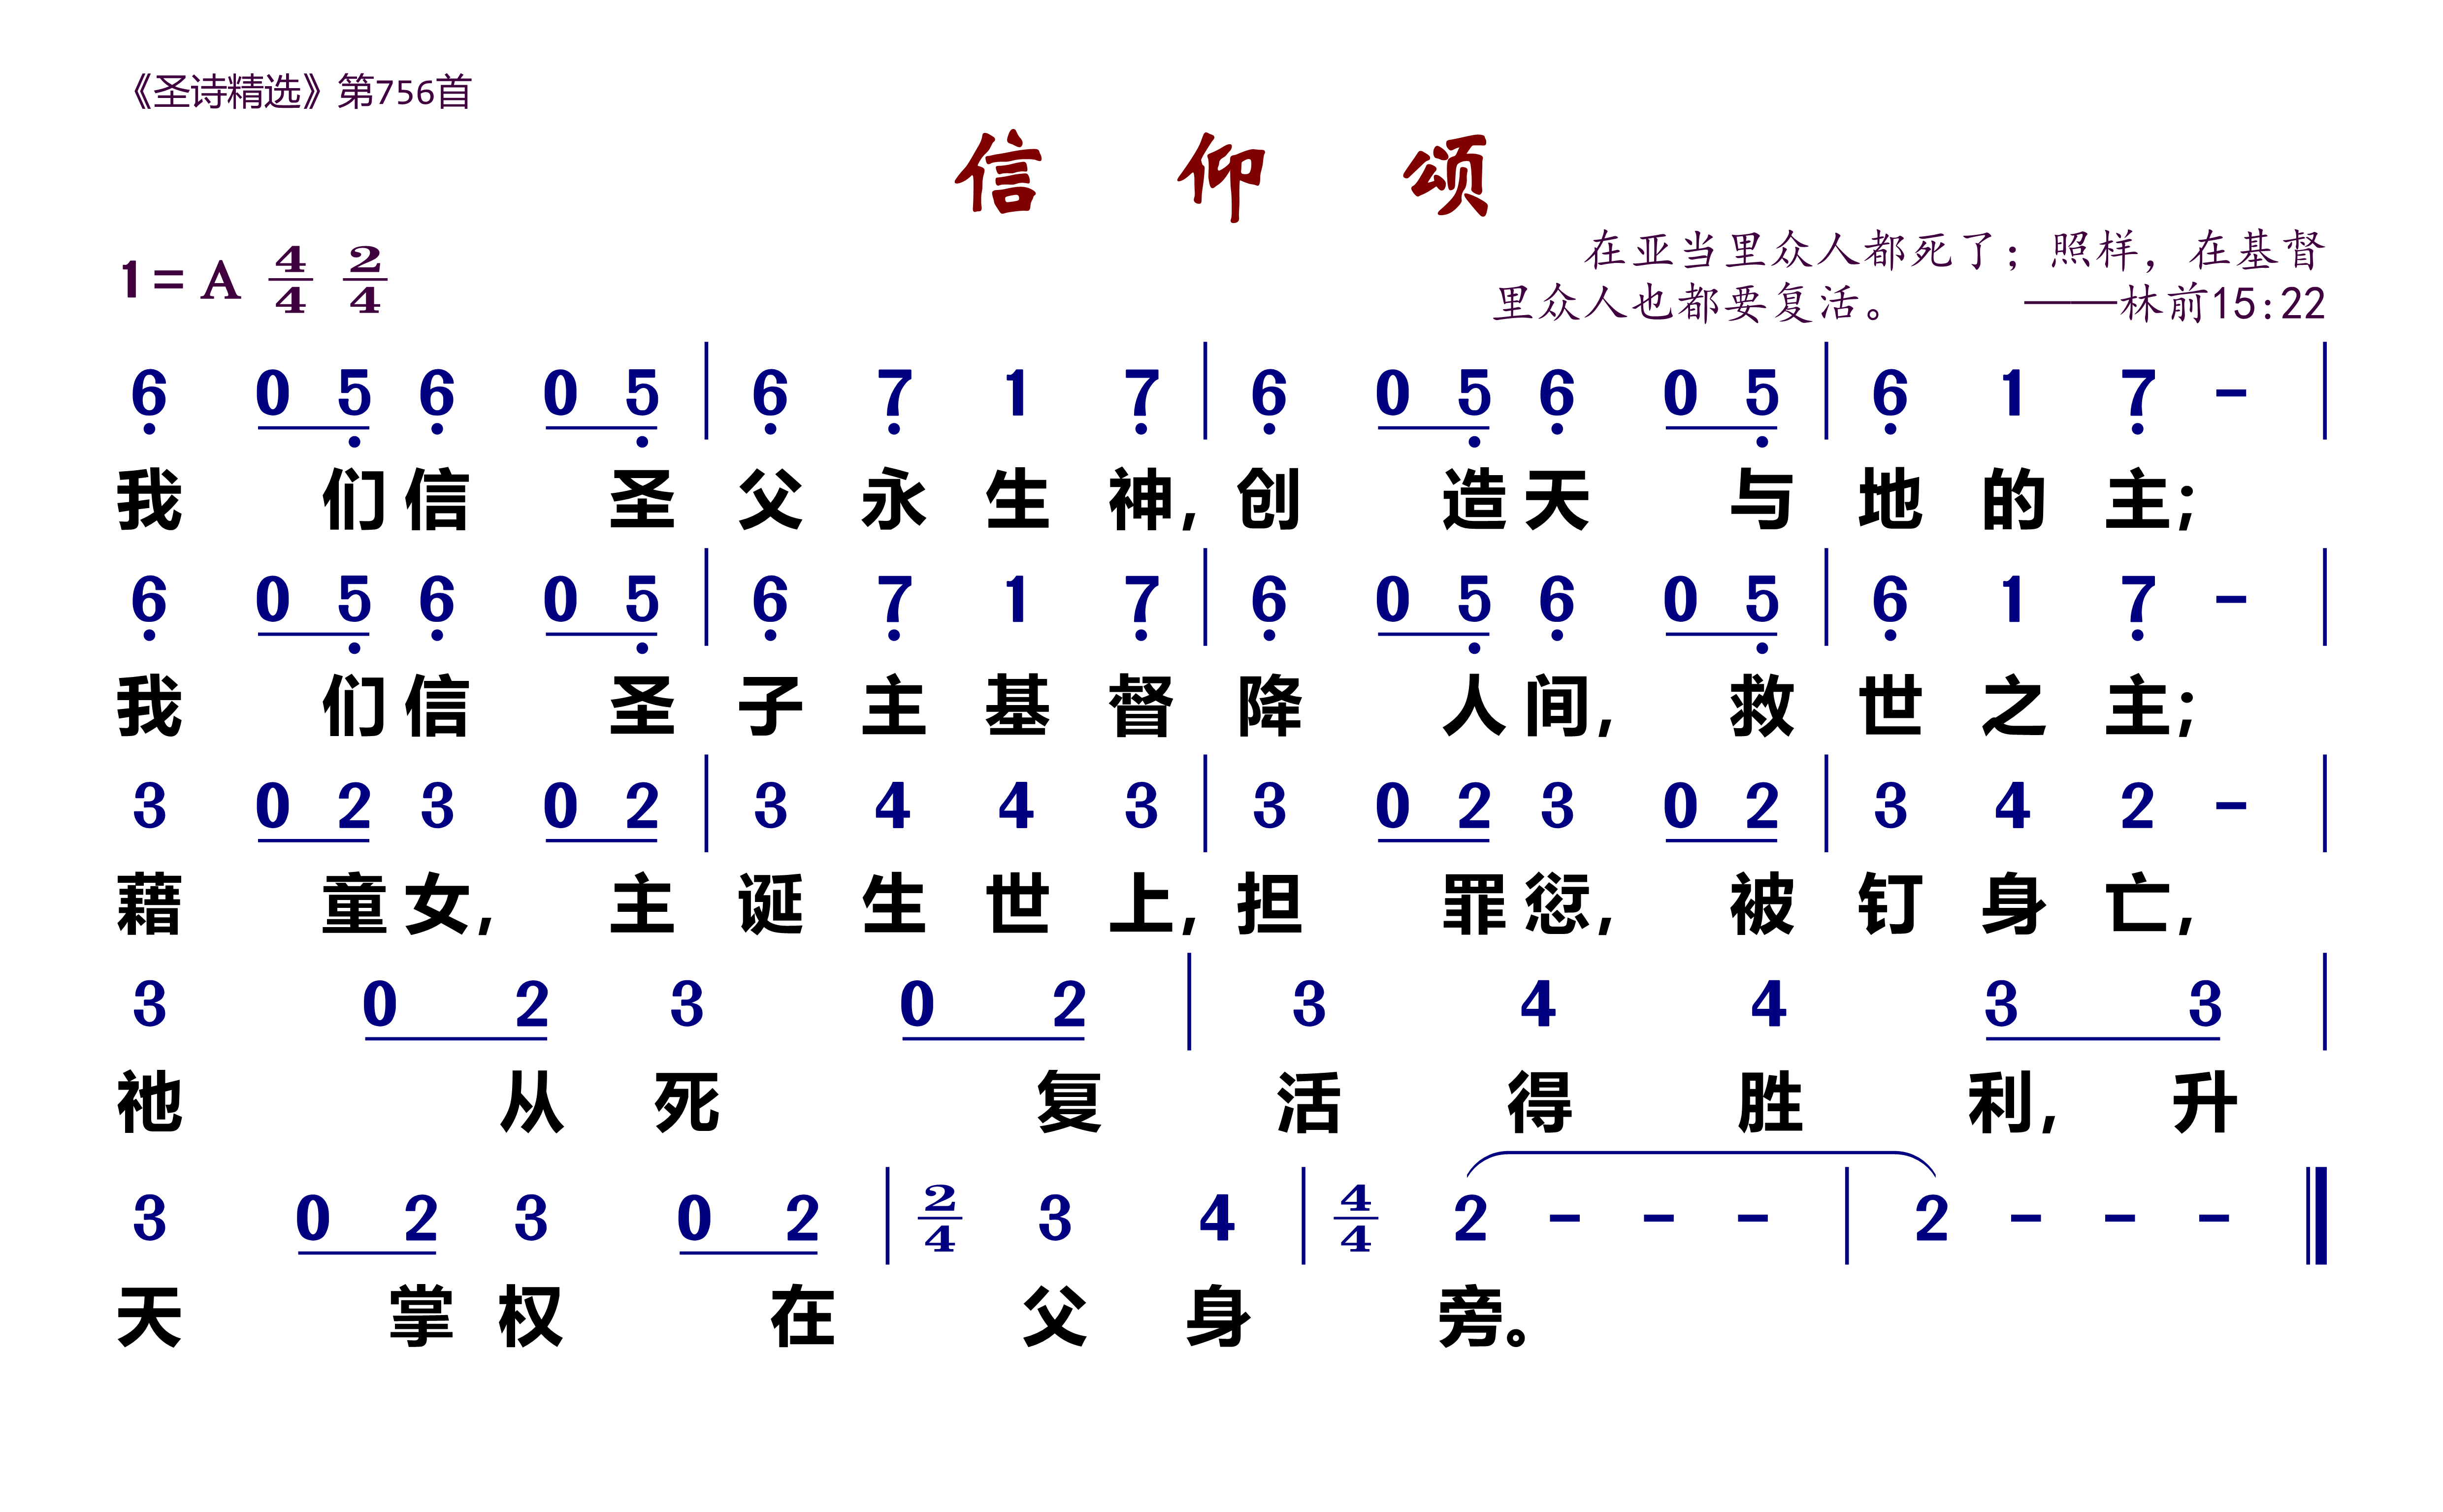 《圣诗精选》第756首
信 仰 颂
1= A 4/4 2/4
在亚当里众人都死了；照样，在基督
里众人也都要复活。 ——林前15:22
6 0 5 6 0 5 | 6 7 1 7 | 6 0 5 6 0 5 | 6 1 7 - |
我 们 信 圣 父 永 生 神, 创 造 天 与 地 的 主;
6 0 5 6 0 5 | 6 7 1 7 | 6 0 5 6 0 5 | 6 1 7 - |
我 们 信 圣 子 主 基 督 降 人 间, 救 世 之 主;
3 0 2 3 0 2 | 3 4 4 3 | 3 0 2 3 0 2 | 3 4 2 - |
藉 童 女, 主 诞 生 世 上, 担 罪 愆, 被 钉 身 亡,
3 0 2 3 0 2 | 3 4 4 3 3 |
祂 从 死 复 活 得 胜 利, 升
3 0 2 3 0 2 | 2/4 3 4 | 4/4 2 - - - | 2 - - - ‖
天 掌 权 在 父 身 旁。